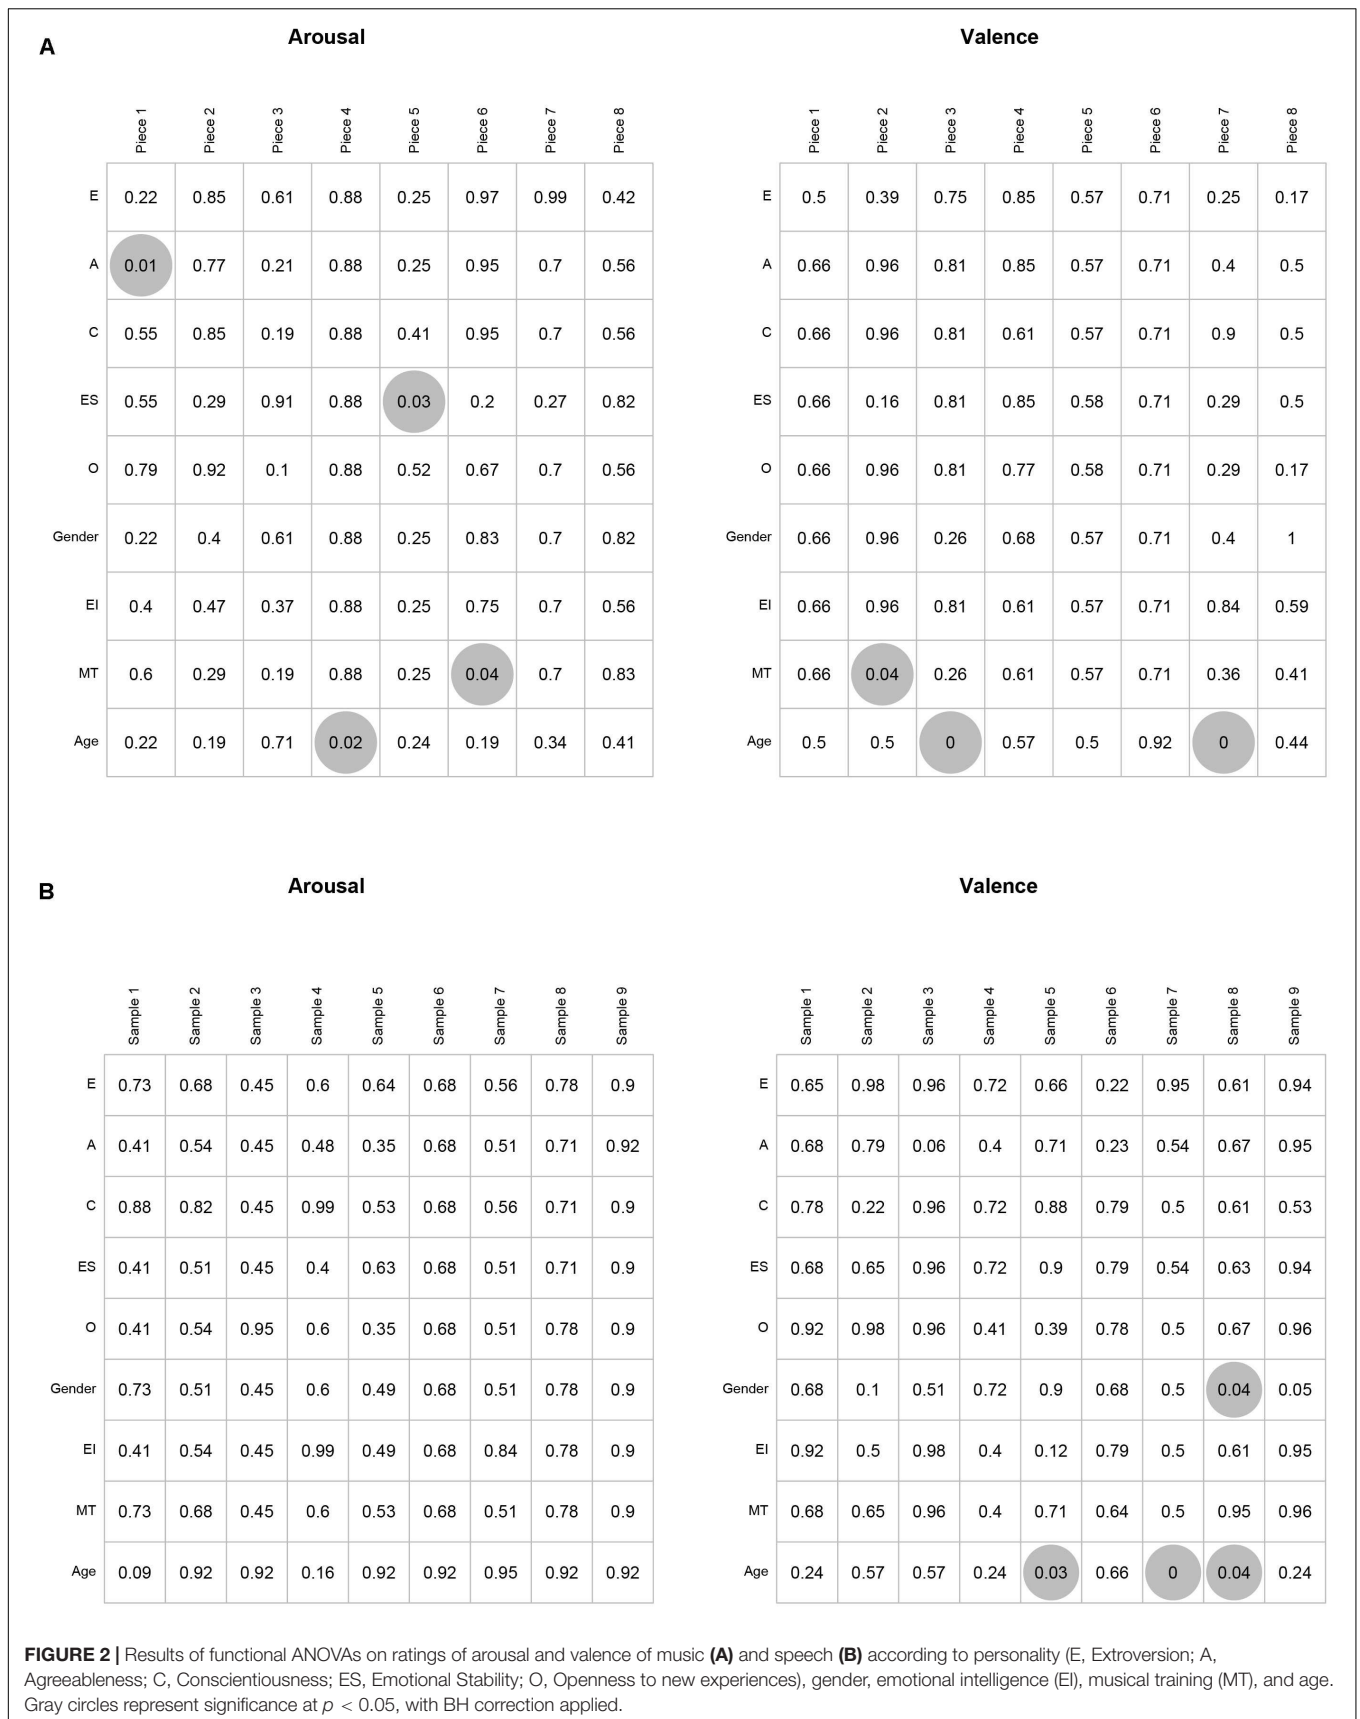 A
Arousal
Valence
Piece 1 Piece 2 Piece 3 Piece 4 Piece 5 Piece 6 Piece 7 Piece 8
E 0.22 0.85 0.61 0.88 0.25 0.97 0.99 0.42
A 0.01 0.77 0.21 0.88 0.25 0.95 0.7 0.56
C 0.55 0.85 0.19 0.88 0.41 0.95 0.7 0.56
ES 0.55 0.29 0.91 0.88 0.03 0.2 0.27 0.82
O 0.79 0.92 0.1 0.88 0.52 0.67 0.7 0.56
Gender 0.22 0.4 0.61 0.88 0.25 0.83 0.7 0.82
EI 0.4 0.47 0.37 0.88 0.25 0.75 0.7 0.56
MT 0.6 0.29 0.19 0.88 0.25 0.04 0.7 0.83
Age 0.22 0.19 0.71 0.02 0.24 0.19 0.34 0.41
Piece 1 Piece 2 Piece 3 Piece 4 Piece 5 Piece 6 Piece 7 Piece 8
E 0.5 0.39 0.75 0.85 0.57 0.71 0.25 0.17
A 0.66 0.96 0.81 0.85 0.57 0.71 0.4 0.5
C 0.66 0.96 0.81 0.61 0.57 0.71 0.9 0.5
ES 0.66 0.16 0.81 0.85 0.58 0.71 0.29 0.5
O 0.66 0.96 0.81 0.77 0.58 0.71 0.29 0.17
Gender 0.66 0.96 0.26 0.68 0.57 0.71 0.4 1
EI 0.66 0.96 0.81 0.61 0.57 0.71 0.84 0.59
MT 0.66 0.04 0.26 0.61 0.57 0.71 0.36 0.41
Age 0.5 0.5 0 0.57 0.5 0.92 0 0.44
B
Arousal
Valence
Sample 1 Sample 2 Sample 3 Sample 4 Sample 5 Sample 6 Sample 7 Sample 8 Sample 9
E 0.73 0.68 0.45 0.6 0.64 0.68 0.56 0.78 0.9
A 0.41 0.54 0.45 0.48 0.35 0.68 0.51 0.71 0.92
C 0.88 0.82 0.45 0.99 0.53 0.68 0.56 0.71 0.9
ES 0.41 0.51 0.45 0.4 0.63 0.68 0.51 0.71 0.9
O 0.41 0.54 0.95 0.6 0.35 0.68 0.51 0.78 0.9
Gender 0.73 0.51 0.45 0.6 0.49 0.68 0.51 0.78 0.9
EI 0.41 0.54 0.45 0.99 0.49 0.68 0.84 0.78 0.9
MT 0.73 0.68 0.45 0.6 0.53 0.68 0.51 0.78 0.9
Age 0.09 0.92 0.92 0.16 0.92 0.92 0.95 0.92 0.92
Sample 1 Sample 2 Sample 3 Sample 4 Sample 5 Sample 6 Sample 7 Sample 8 Sample 9
E 0.65 0.98 0.96 0.72 0.66 0.22 0.95 0.61 0.94
A 0.68 0.79 0.06 0.4 0.71 0.23 0.54 0.67 0.95
C 0.78 0.22 0.96 0.72 0.88 0.79 0.5 0.61 0.53
ES 0.68 0.65 0.96 0.72 0.9 0.79 0.54 0.63 0.94
O 0.92 0.98 0.96 0.41 0.39 0.78 0.5 0.67 0.96
Gender 0.68 0.1 0.51 0.72 0.9 0.68 0.5 0.04 0.05
EI 0.92 0.5 0.98 0.4 0.12 0.79 0.5 0.61 0.95
MT 0.68 0.65 0.96 0.4 0.71 0.64 0.5 0.95 0.96
Age 0.24 0.57 0.57 0.24 0.03 0.66 0 0.04 0.24
FIGURE 2 | Results of functional ANOVAs on ratings of arousal and valence of music (A) and speech (B) according to personality (E, Extroversion; A,
Agreeableness; C, Conscientiousness; ES, Emotional Stability; O, Openness to new experiences), gender, emotional intelligence (EI), musical training (MT), and age.
Gray circles represent significance at p < 0.05, with BH correction applied.